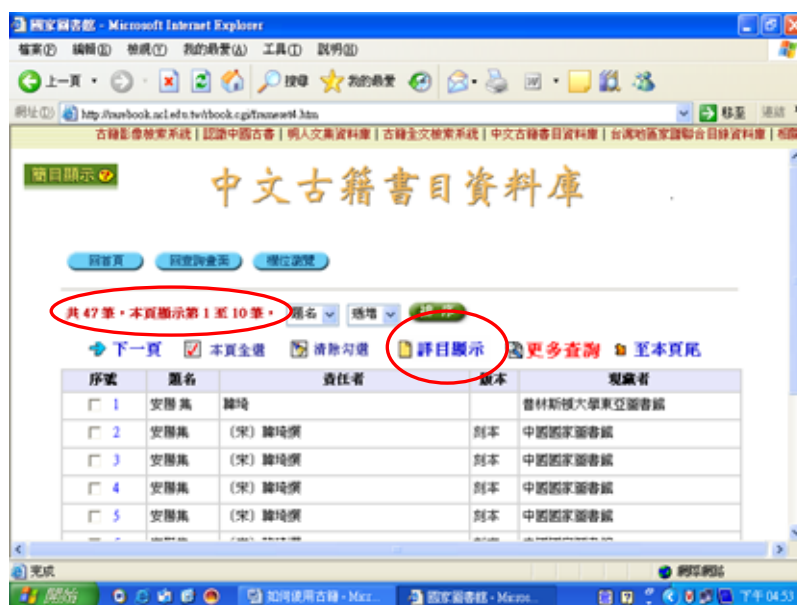 國家圖書館 - Microsoft Internet Explorer
檔案(F) 編輯(E) 檢視(V) 我的最愛(A) 工具(T) 說明(H)
上一頁 搜尋 我的最愛
網址(D) http://rarebook.ncl.edu.tw/rbook.cgi/frameset4.htm 移至 連結
古籍影像檢索系統 | 認識中國古書 | 明人文集資料庫 | 古籍全文檢索系統 | 中文古籍書目資料庫 | 台灣地區家譜聯合目錄資料庫 | 相關
簡目顯示
中文古籍書目資料庫
回首頁 回查詢畫面 欄位瀏覽
共 47 筆，本頁顯示第 1 至 10 筆， 題名 遞增 排序
下一頁 本頁全選 清除勾選 詳目顯示 更多查詢 至本頁尾
序號 題名 責任者 版本 現藏者
1 安陽集 韓琦 普林斯頓大學東亞圖書館
2 安陽集 （宋）韓琦撰 刻本 中國國家圖書館
3 安陽集 （宋）韓琦撰 刻本 中國國家圖書館
4 安陽集 （宋）韓琦撰 刻本 中國國家圖書館
5 安陽集 （宋）韓琦撰 刻本 中國國家圖書館
完成 網際網路
開始 如何使用古籍 - Micr... 國家圖書館 - Micros... 下午 04:53